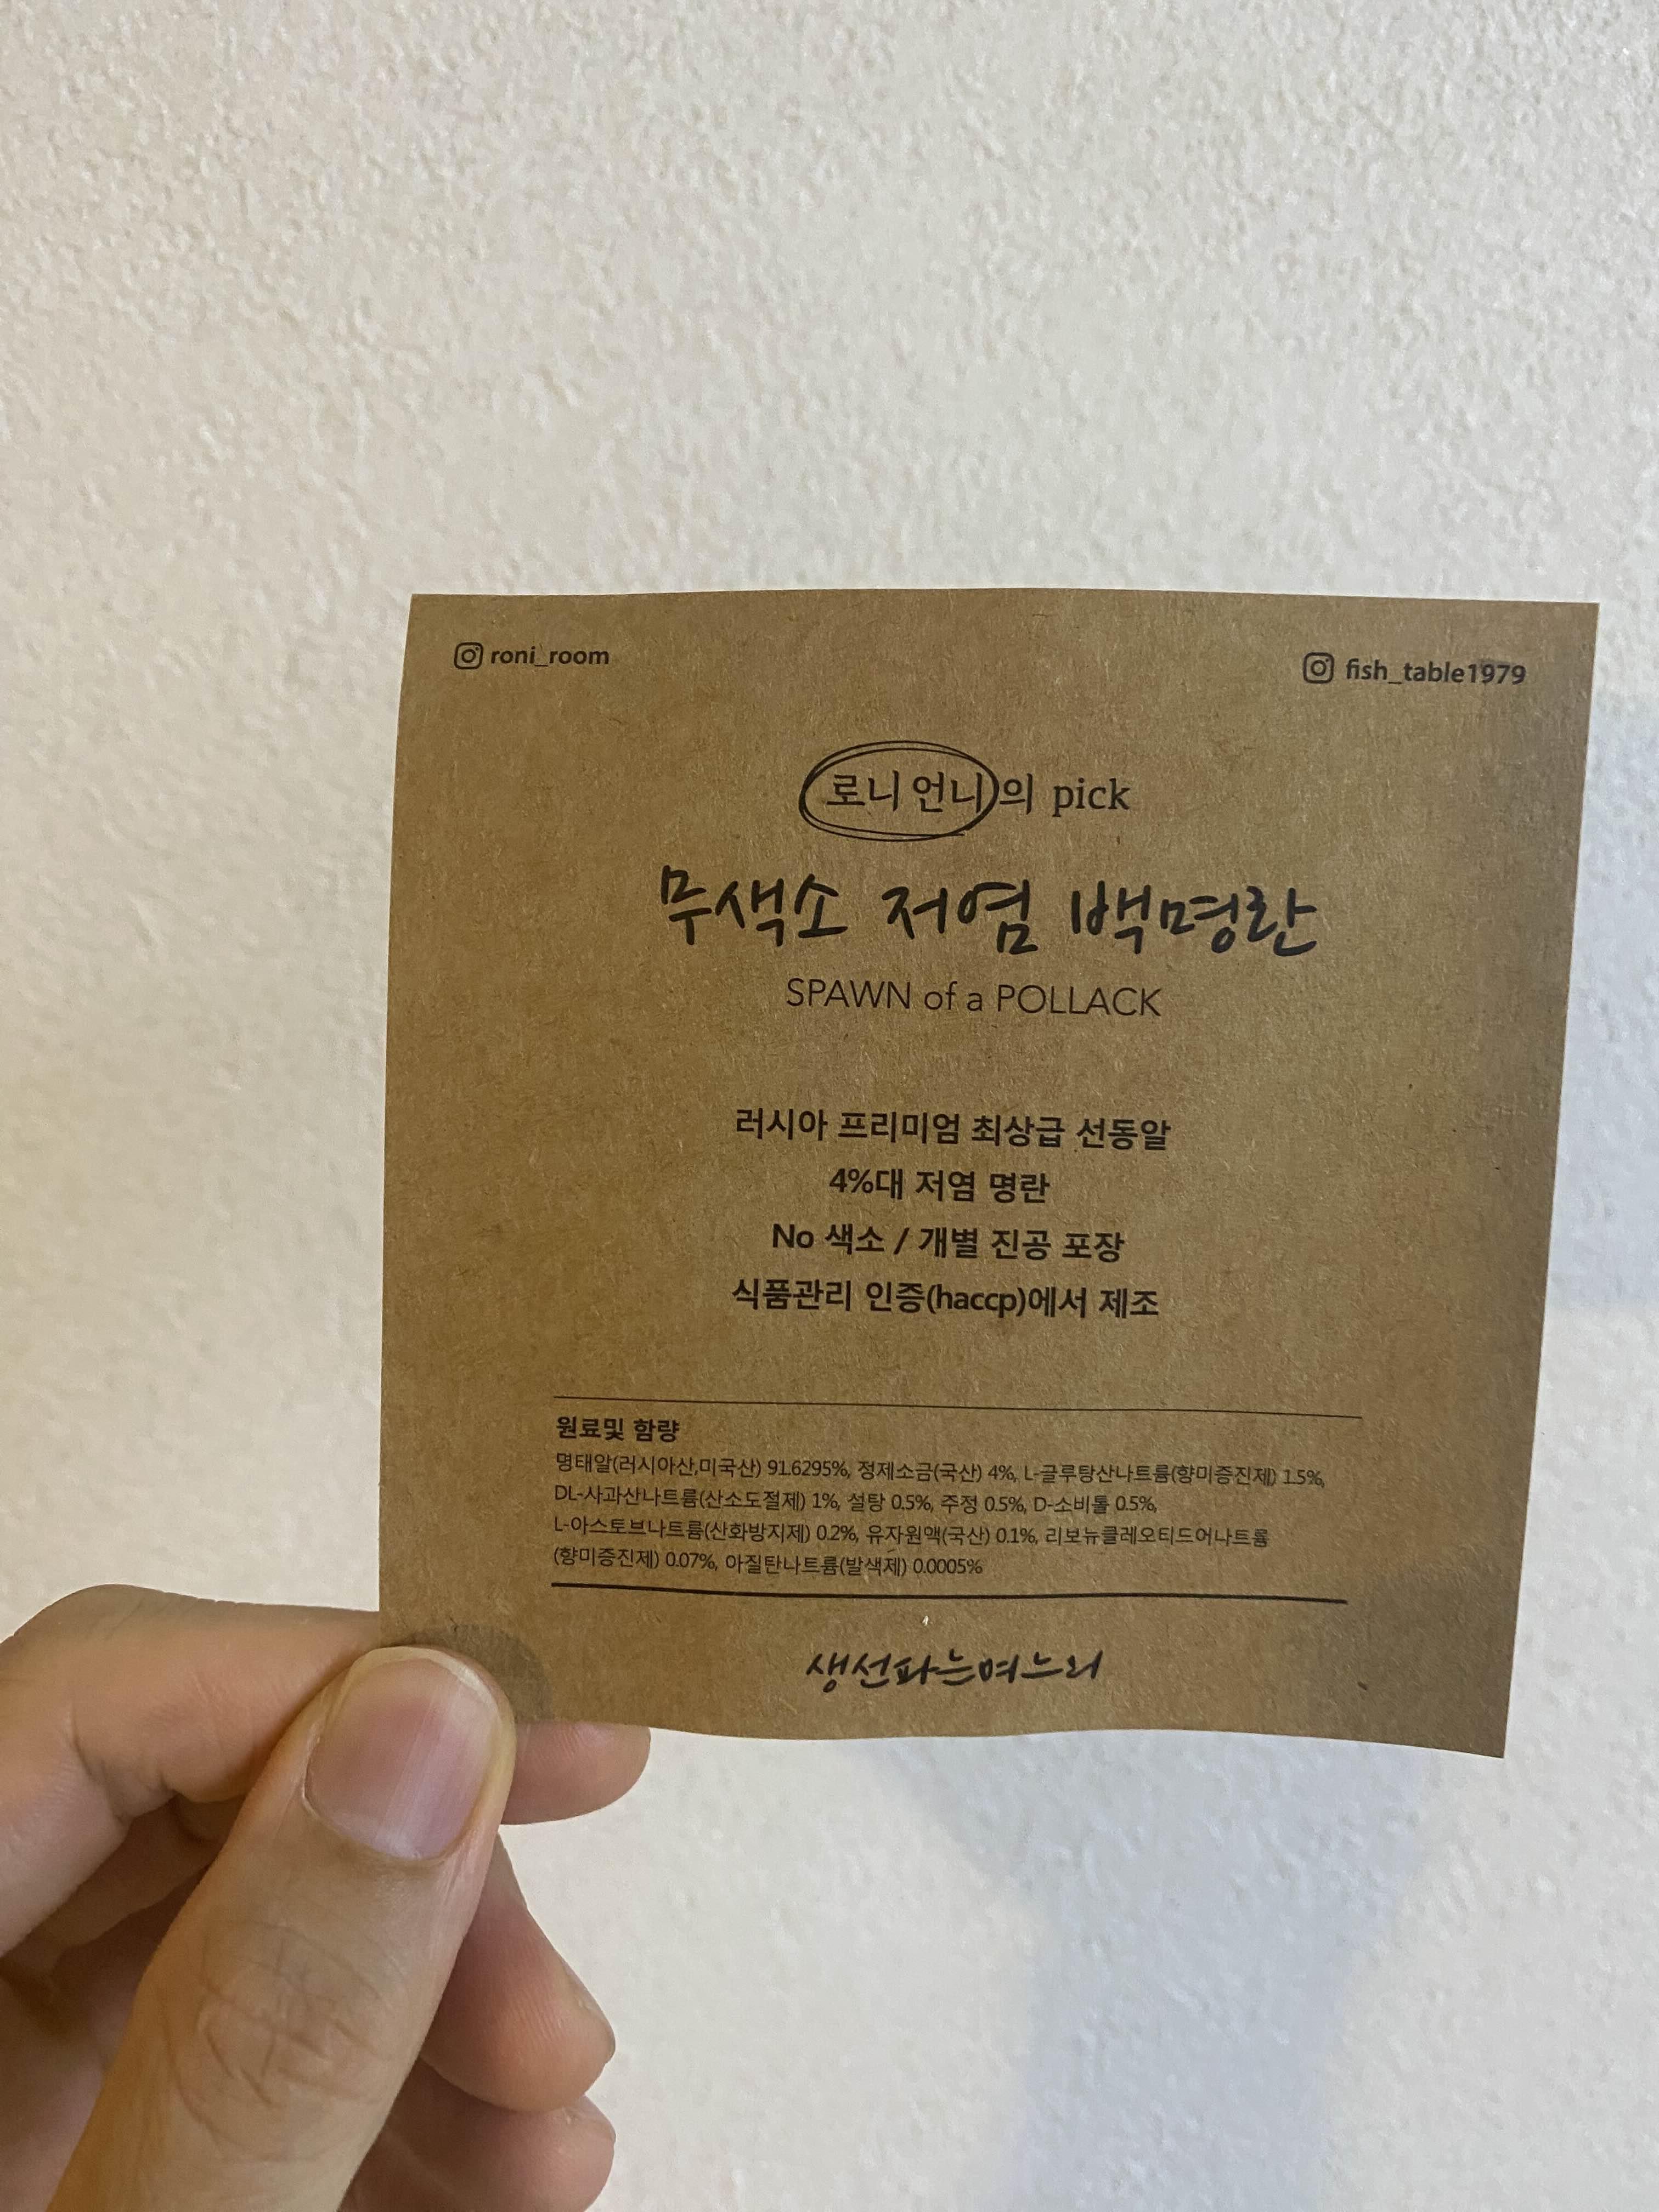 roni_room
fish_table1979
로니 언니의 pick
무색소 저염 백명란
SPAWN of a POLLACK
러시아 프리미엄 최상급 선동알
4%대 저염 명란
No 색소 / 개별 진공 포장
식품관리 인증(haccp)에서 제조
원료및 함량
명태알(러시아산,미국산) 91.6295%, 정제소금(국산) 4%, L-글루탕산나트륨(향미증진제) 1.5%,
DL-사과산나트륨(산소도절제) 1%, 설탕 0.5%, 주정 0.5%, D-소비톨 0.5%,
L-아스토브나트륨(산화방지제) 0.2%, 유자원맥(국산) 0.1%, 리보뉴클레오티드어나트륨
(향미증진제) 0.07%, 아질탄나트륨(발색제) 0.0005%
생선파는며느리